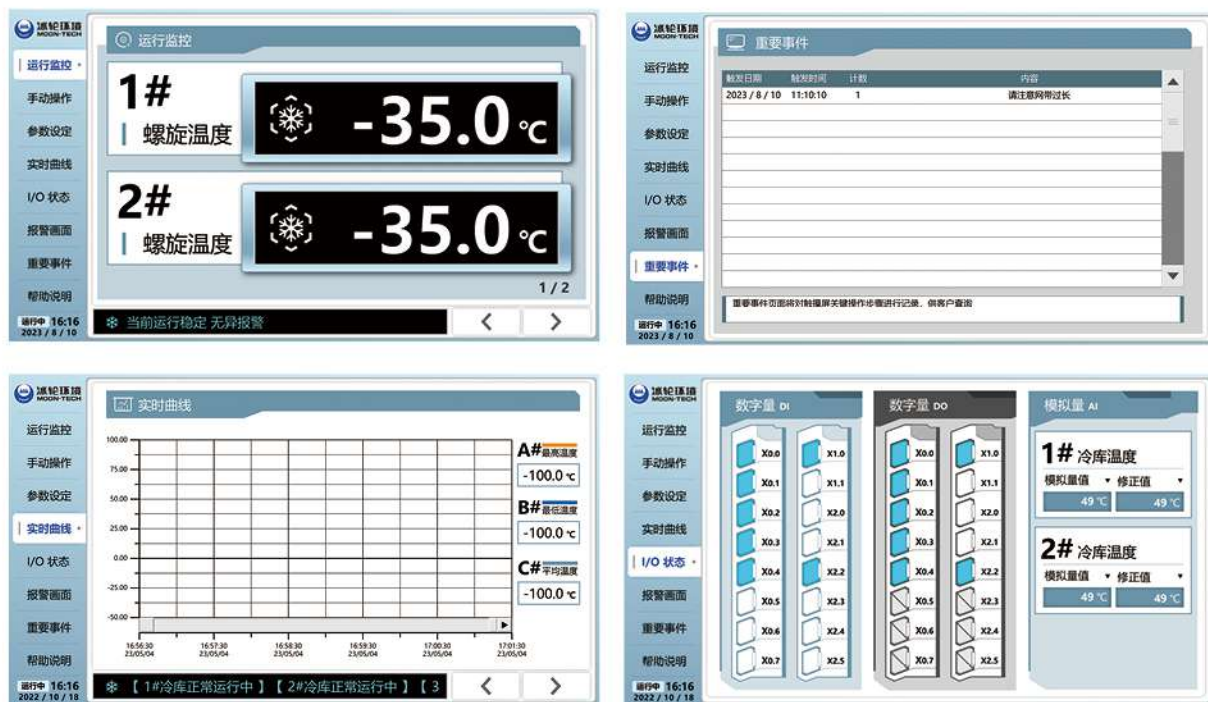 冰轮环境
MOON-TECH
运行监控
运行监控
手动操作
参数设定
实时曲线
I/O 状态
报警画面
重要事件
帮助说明
运行中 16:16
2023 / 8 / 10
1#
螺旋温度
-35.0 ℃
2#
螺旋温度
-35.0 ℃
1 / 2
当前运行稳定 无异报警
冰轮环境
MOON-TECH
重要事件
运行监控
手动操作
参数设定
实时曲线
I/O 状态
报警画面
重要事件
帮助说明
运行中 16:16
2023 / 8 / 10
触发日期 触发时间 计数 内容
2023 / 8 / 10 11:10:10 1 请注意网带过长
重要事件页面将对触摸屏关键操作步骤进行记录，供客户查询
冰轮环境
MOON-TECH
实时曲线
运行监控
手动操作
参数设定
实时曲线
I/O 状态
报警画面
重要事件
帮助说明
运行中 16:16
2022 / 10 / 18
100.00
75.00
50.00
25.00
0.00
-25.00
-50.00
16:56:30 16:57:30 16:58:30 16:59:30 17:00:30 17:01:30
23/05/04 23/05/04 23/05/04 23/05/04 23/05/04 23/05/04
A# 最高温度
-100.0 ℃
B# 最低温度
-100.0 ℃
C# 平均温度
-100.0 ℃
【 1#冷库正常运行中 】【 2#冷库正常运行中 】【 3
冰轮环境
MOON-TECH
运行监控
手动操作
参数设定
实时曲线
I/O 状态
报警画面
重要事件
帮助说明
运行中 16:16
2022 / 10 / 18
数字量 DI
X0.0 X1.0
X0.1 X1.1
X0.2 X2.0
X0.3 X2.1
X0.4 X2.2
X0.5 X2.3
X0.6 X2.4
X0.7 X2.5
数字量 DO
X0.0 X1.0
X0.1 X1.1
X0.2 X2.0
X0.3 X2.1
X0.4 X2.2
X0.5 X2.3
X0.6 X2.4
X0.7 X2.5
模拟量 AI
1# 冷库温度
模拟量值 修正值
49 ℃ 49 ℃
2# 冷库温度
模拟量值 修正值
49 ℃ 49 ℃